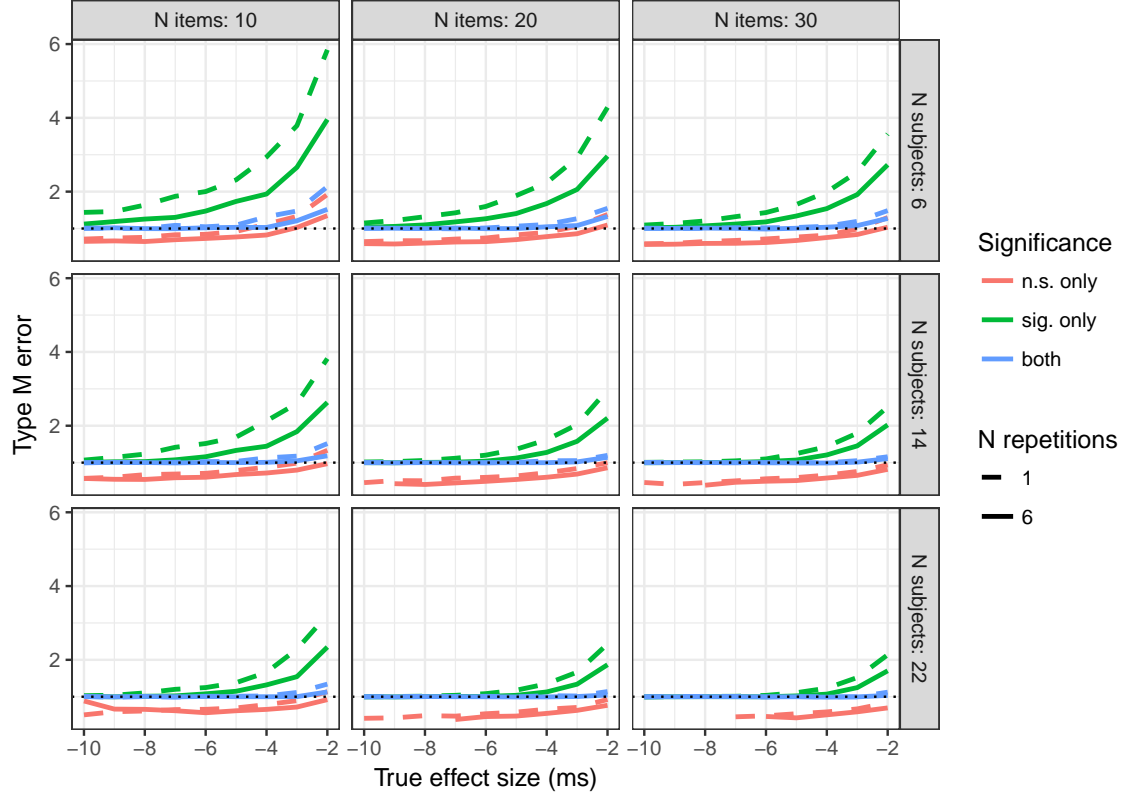 N items: 10
N items: 20
N items: 30
6
4
2
N subjects: 6
6
4
2
N subjects: 14
6
4
2
N subjects: 22
−10
−8
−6
−4
−2
−10
−8
−6
−4
−2
−10
−8
−6
−4
−2
True effect size (ms)
Type M error
Significance
n.s. only
sig. only
both
N repetitions
1
6